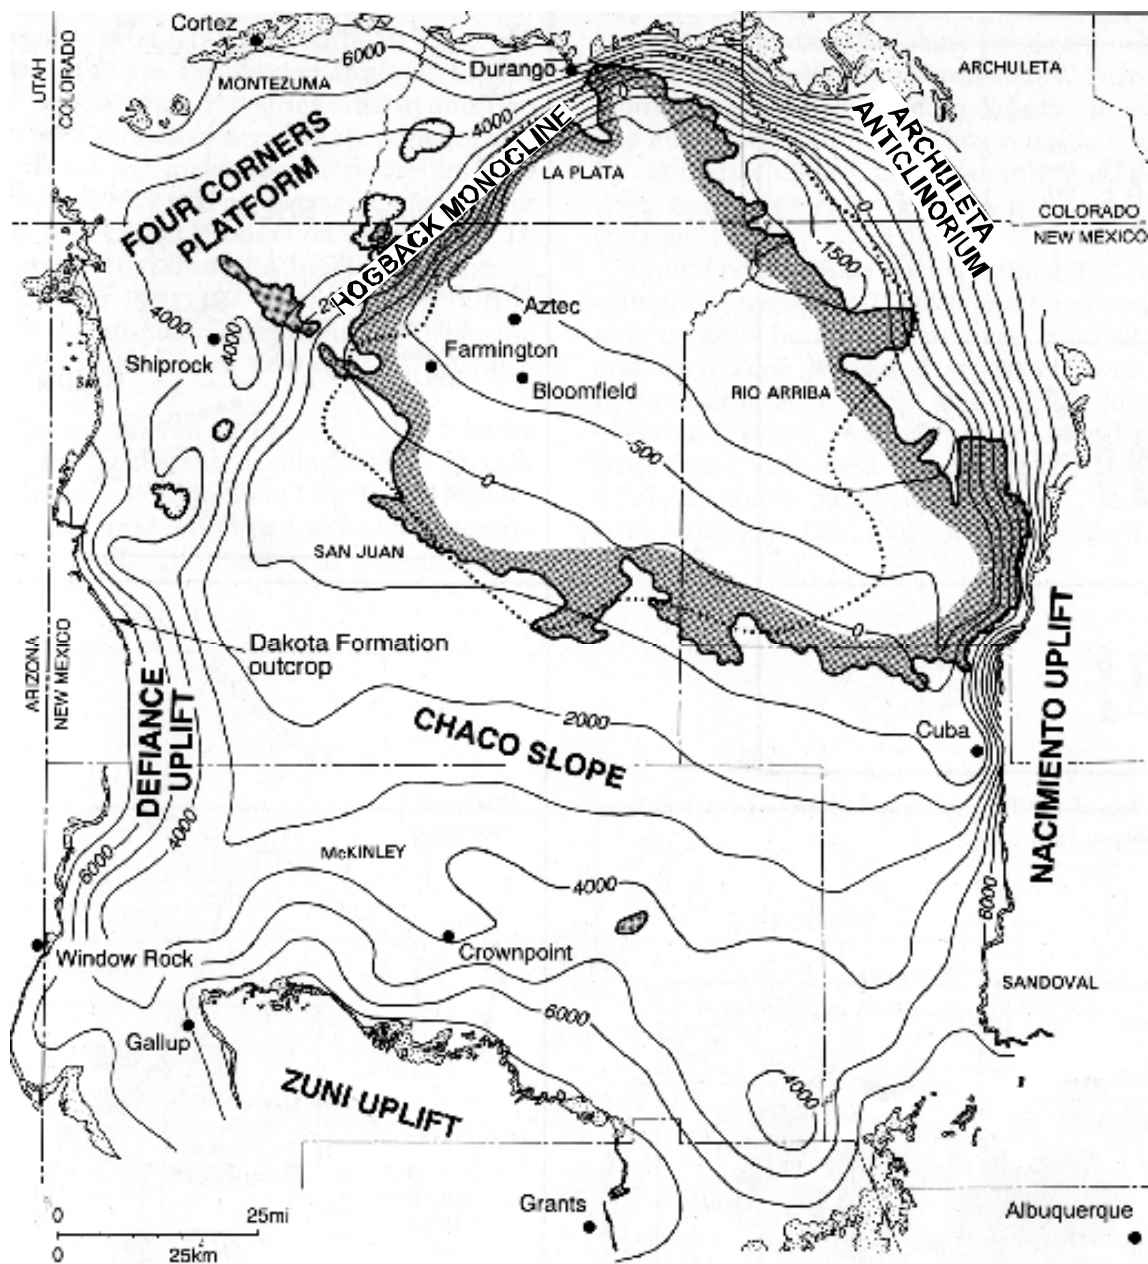 Cortez
6000
UTAH
COLORADO
MONTEZUMA
Durango
ARCHULETA
0
4000
FOUR CORNERS
PLATFORM
HOGBACK MONOCLINE
LA PLATA
ARCHULETA
ANTICLINORIUM
COLORADO
NEW MEXICO
-1500
4000
4000
Shiprock
Aztec
Farmington
Bloomfield
RIO ARRIBA
500
0
SAN JUAN
0
Dakota Formation
outcrop
ARIZONA
NEW MEXICO
DEFIANCE
UPLIFT
CHACO SLOPE
2000
Cuba
NACIMIENTO UPLIFT
4000
6000
McKINLEY
4000
6000
Window Rock
Crownpoint
SANDOVAL
6000
Gallup
ZUNI UPLIFT
4000
Grants
Albuquerque
0 25mi
0 25km